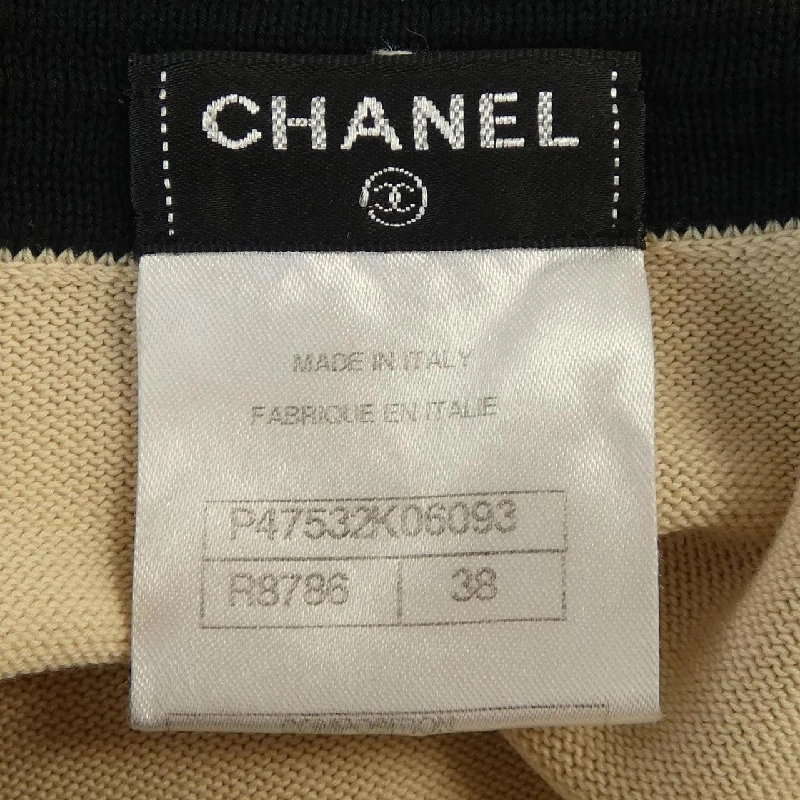 CHANEL
MADE IN ITALY
FABRIQUE EN ITALIE
P47532K06093
R8786 38